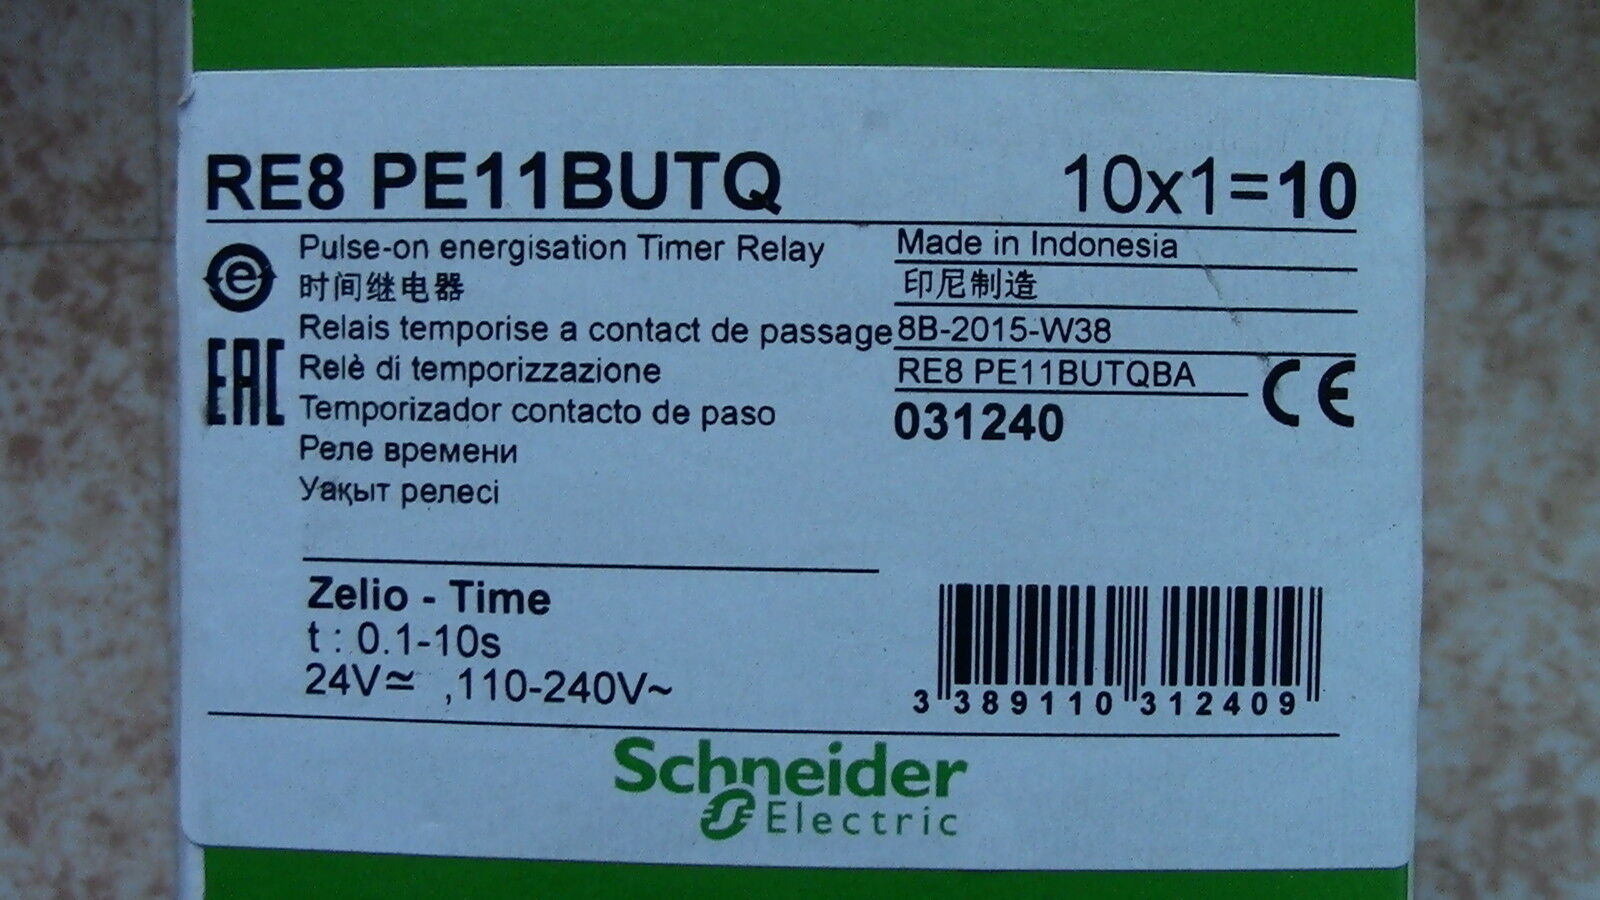 RE8 PE11BUTQ
10x1=10
Pulse-on energisation Timer Relay
时间继电器
Relais temporise a contact de passage
Relè di temporizzazione
Temporizador contacto de paso
Реле времени
Уақыт релесі
Made in Indonesia
印尼制造
8B-2015-W38
RE8 PE11BUTQBA
031240
e
EAC
CE
Zelio - Time
t : 0.1-10s
24V≃ ,110-240V~
3 389110 312409
Schneider
Electric